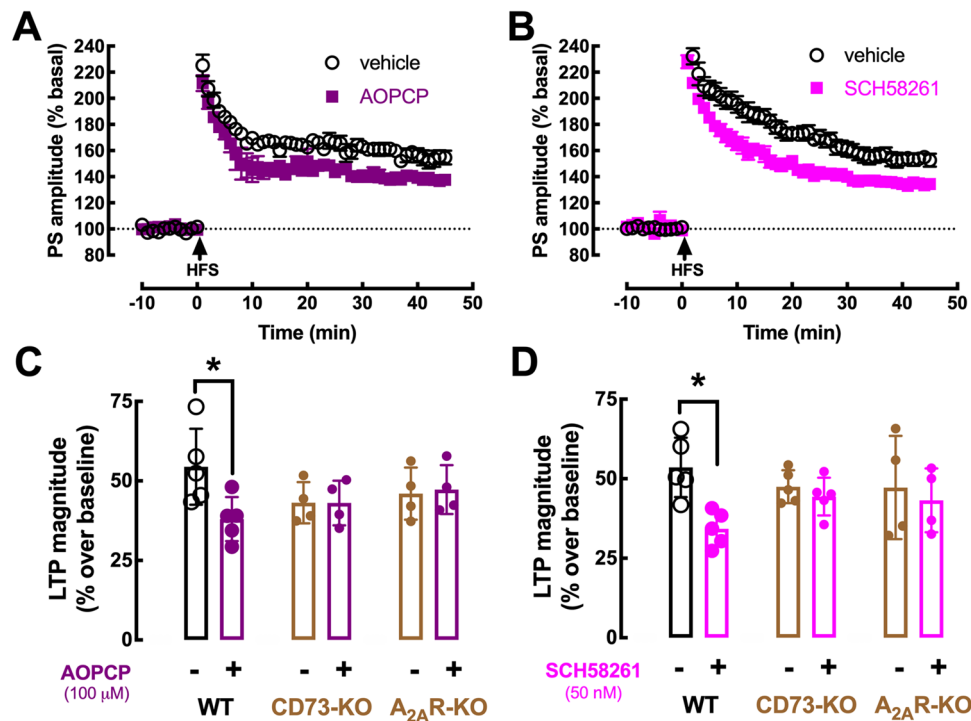 A
B
PS amplitude (% basal)
240
220
200
180
160
140
120
100
80
vehicle
AOPCP
HFS
-10 0 10 20 30 40 50
Time (min)
PS amplitude (% basal)
240
220
200
180
160
140
120
100
80
vehicle
SCH58261
HFS
-10 0 10 20 30 40 50
Time (min)
C
LTP magnitude
(% over baseline)
75
50
25
0
*
AOPCP - + - + - +
(100 μM)
WT CD73-KO A2AR-KO
D
LTP magnitude
(% over baseline)
75
50
25
0
*
SCH58261 - + - + - +
(50 nM)
WT CD73-KO A2AR-KO